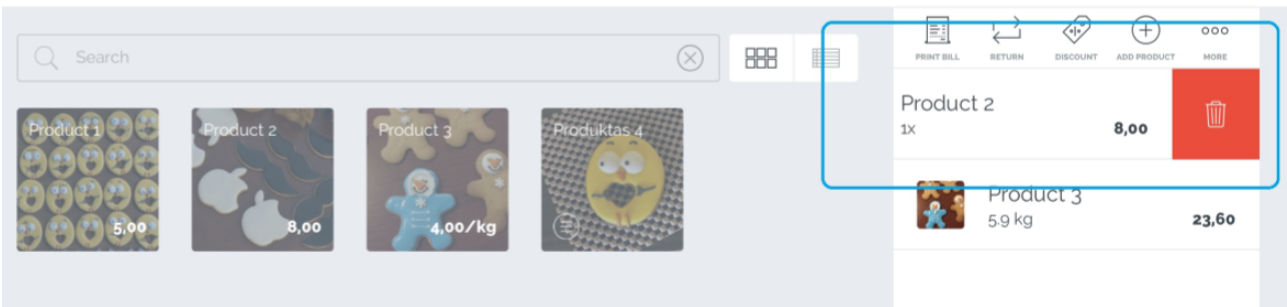 PRINT BILL RETURN DISCOUNT ADD PRODUCT MORE
Search
Product 2
1x 8,00
Product 1 Product 2 Product 3 Produktas 4
5,00 8,00 4,00/kg
Product 3
5.9 kg 23,60